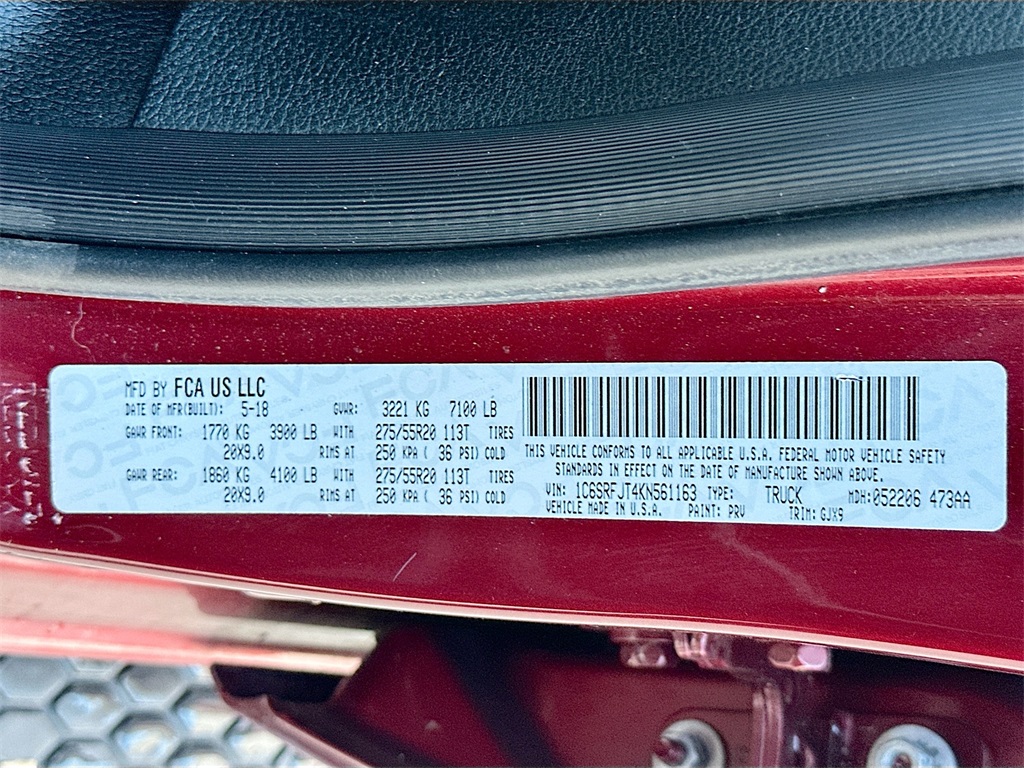 MFD BY FCA US LLC
DATE OF MFR(BUILT): 5-18 GVWR: 3221 KG 7100 LB
GAWR FRONT: 1770 KG 3900 LB WITH 275/55R20 113T TIRES
20X9.0 RIMS AT 250 KPA ( 36 PSI) COLD
GAWR REAR: 1860 KG 4100 LB WITH 275/55R20 113T TIRES
20X9.0 RIMS AT 250 KPA ( 36 PSI) COLD
THIS VEHICLE CONFORMS TO ALL APPLICABLE U.S.A. FEDERAL MOTOR VEHICLE SAFETY
STANDARDS IN EFFECT ON THE DATE OF MANUFACTURE SHOWN ABOVE.
VIN: 1C6SRFJT4KN561163 TYPE: TRUCK MDH:052206 473AA
VEHICLE MADE IN U.S.A. PAINT: PRV TRIM: GJX9